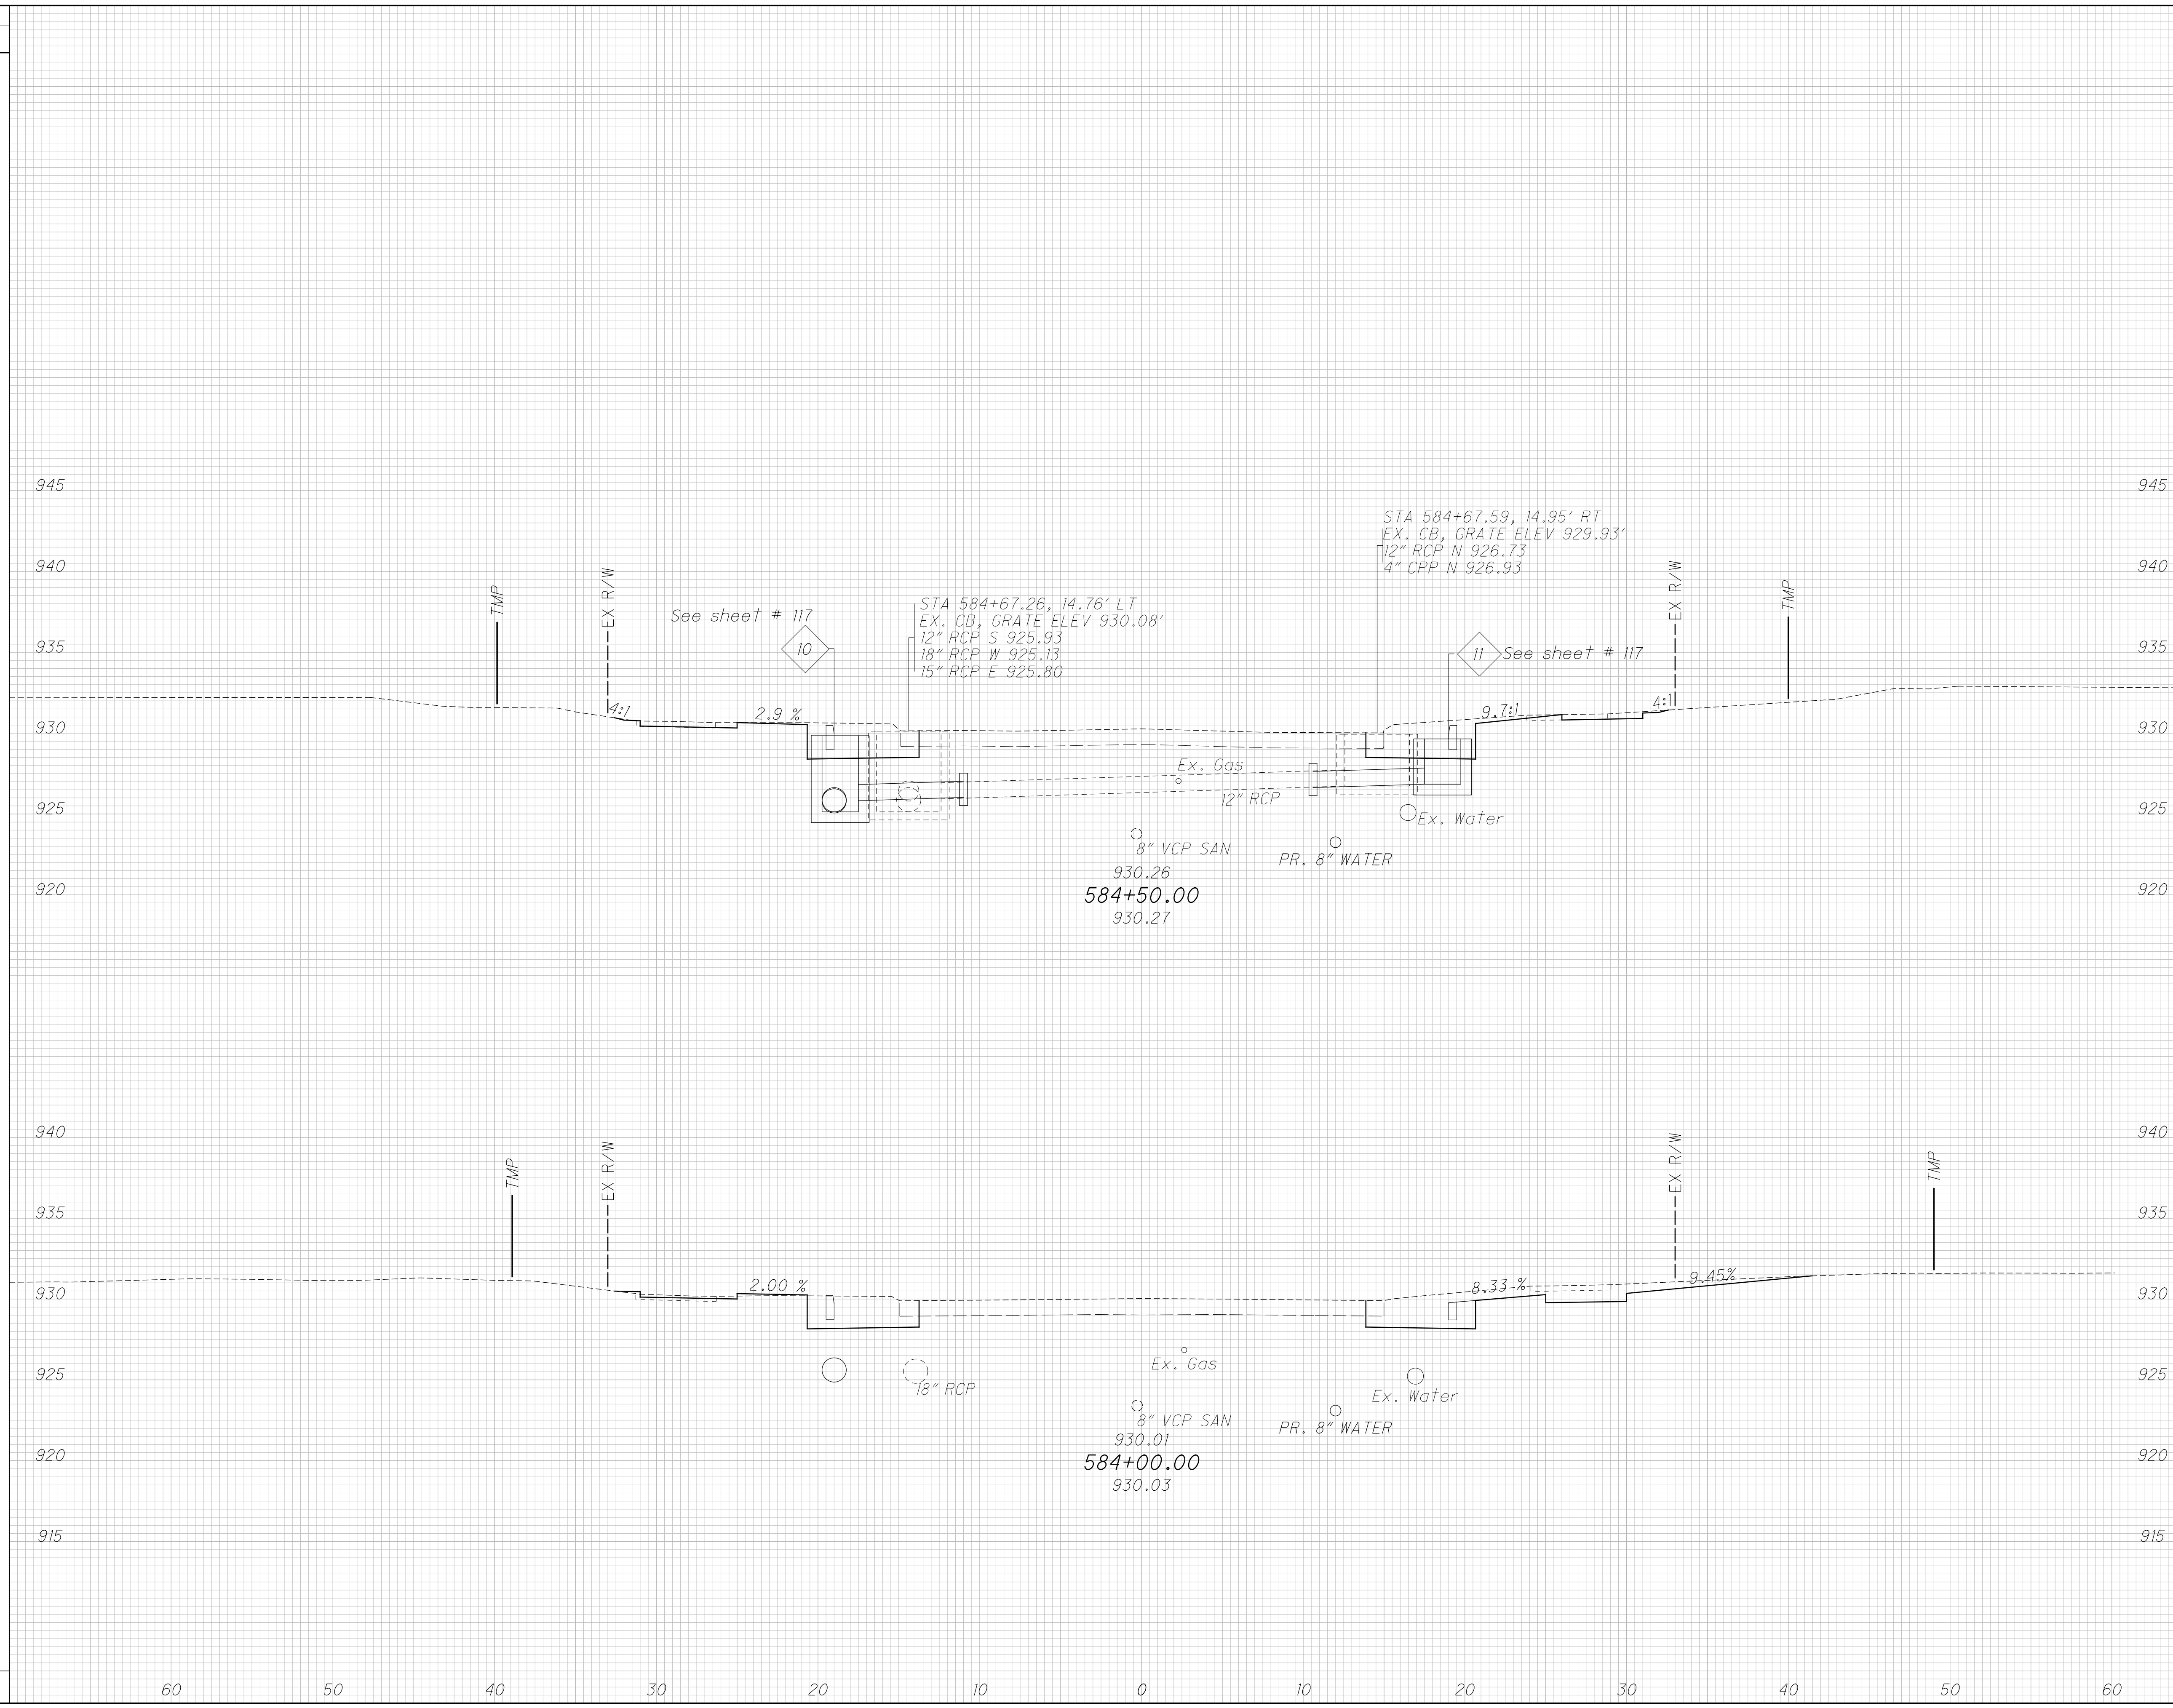 945
945
STA 584+67.59, 14.95' RT
EX. CB, GRATE ELEV 929.93'
12" RCP N 926.73
4" CPP N 926.93
940
940
TMP
EX R/W
EX R/W
TMP
See sheet # 117
10
STA 584+67.26, 14.76' LT
EX. CB, GRATE ELEV 930.08'
12" RCP S 925.93
18" RCP W 925.13
15" RCP E 925.80
11
See sheet # 117
935
935
4:1
2.9 %
9.7:1
4:1
930
930
Ex. Gas
12" RCP
925
925
Ex. Water
8" VCP SAN
PR. 8" WATER
930.26
584+50.00
930.27
920
920
940
940
TMP
EX R/W
EX R/W
TMP
935
935
2.00 %
8.33 %
9.45%
930
930
Ex. Gas
925
925
18" RCP
Ex. Water
8" VCP SAN
PR. 8" WATER
930.01
584+00.00
930.03
920
920
915
915
60 50 40 30 20 10 0 10 20 30 40 50 60